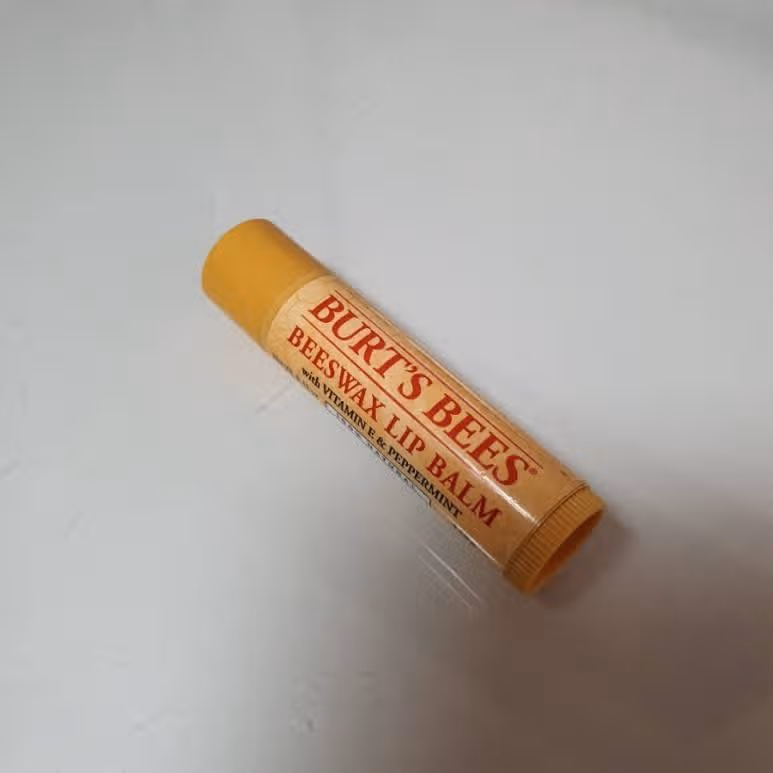 BURT'S BEES®
BEESWAX LIP BALM
with VITAMIN E & PEPPERMINT